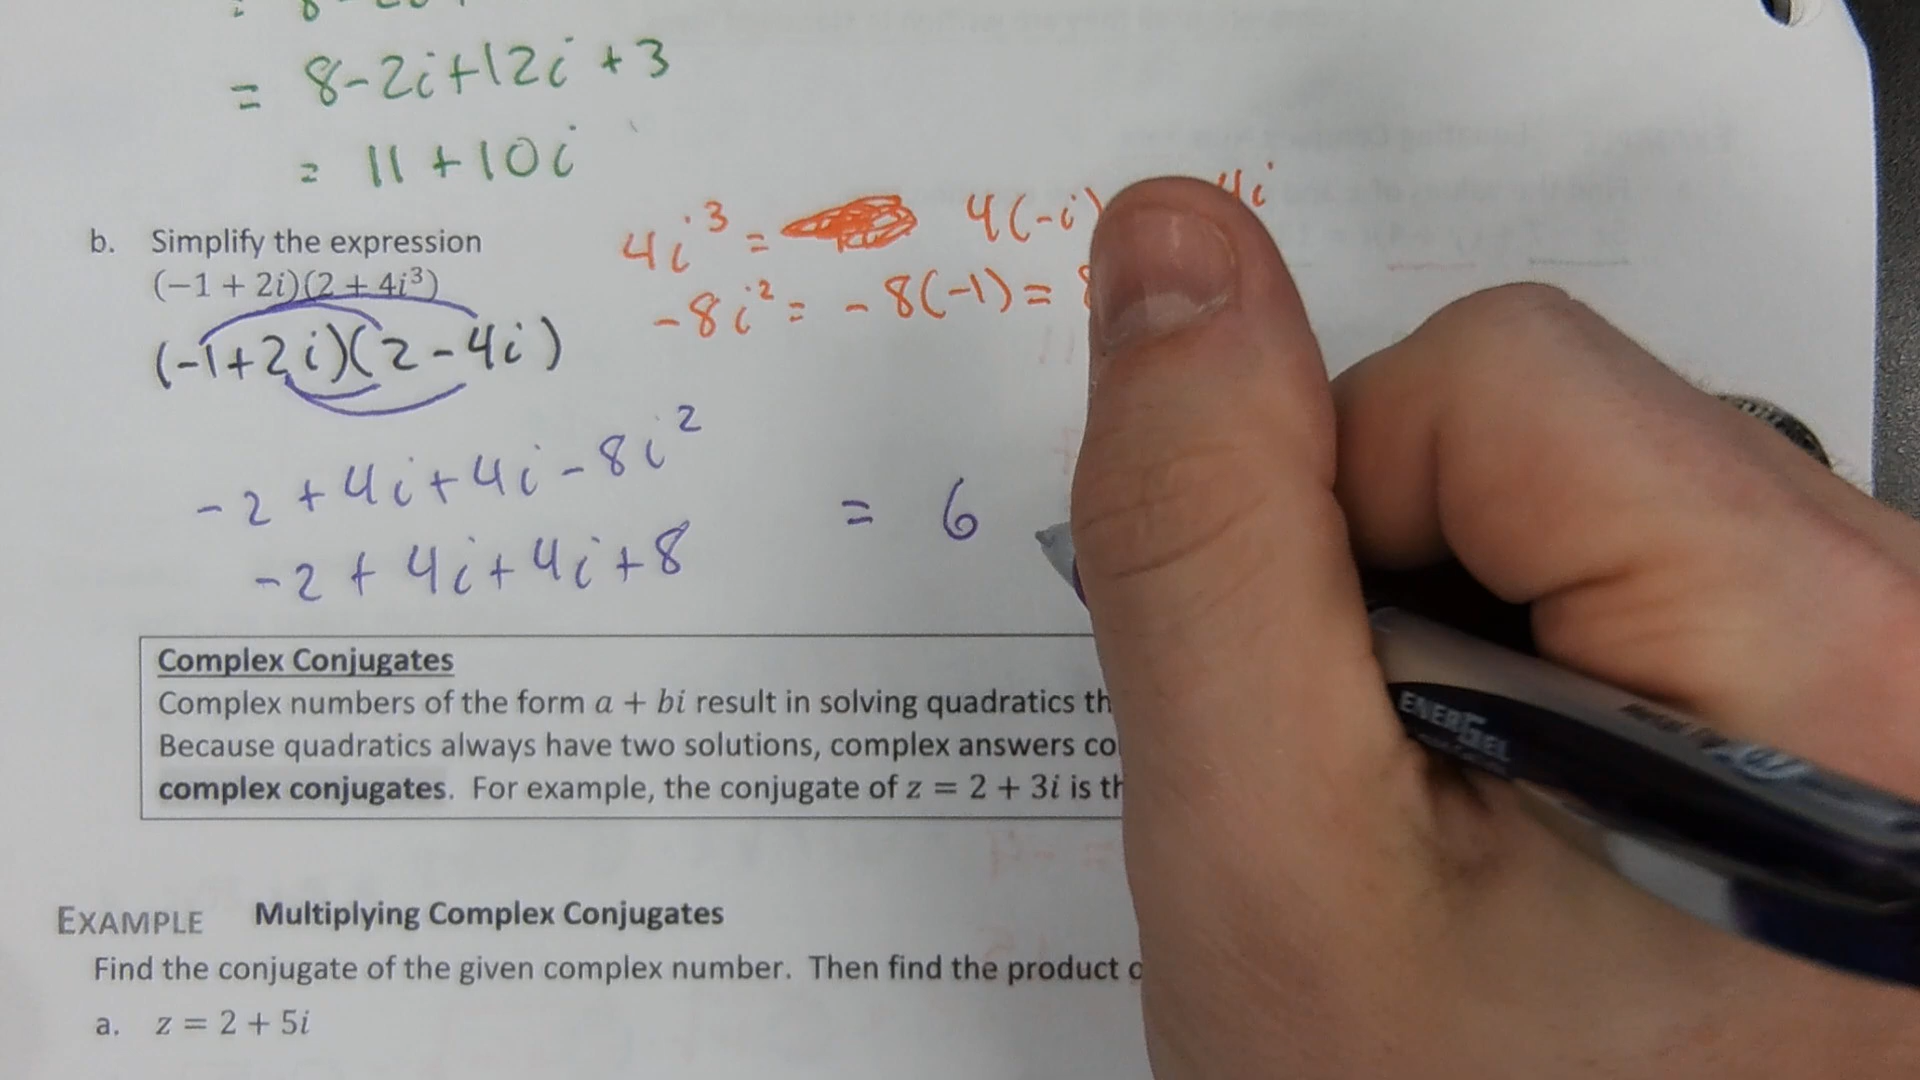 = 8-2i+12i+3
= 11+10i
b. Simplify the expression
(−1 + 2i)(2 + 4i³)
4i³ = 4(-i) 4i
-8i² = -8(-1) =
(-1+2i)(2-4i)
-2+4i+4i-8i²
-2+4i+4i+8
= 6
Complex Conjugates
Complex numbers of the form a + bi result in solving quadratics
Because quadratics always have two solutions, complex answers
complex conjugates. For example, the conjugate of z = 2 + 3i is
EXAMPLE Multiplying Complex Conjugates
Find the conjugate of the given complex number. Then find the product
a. z = 2 + 5i
ENERGEL